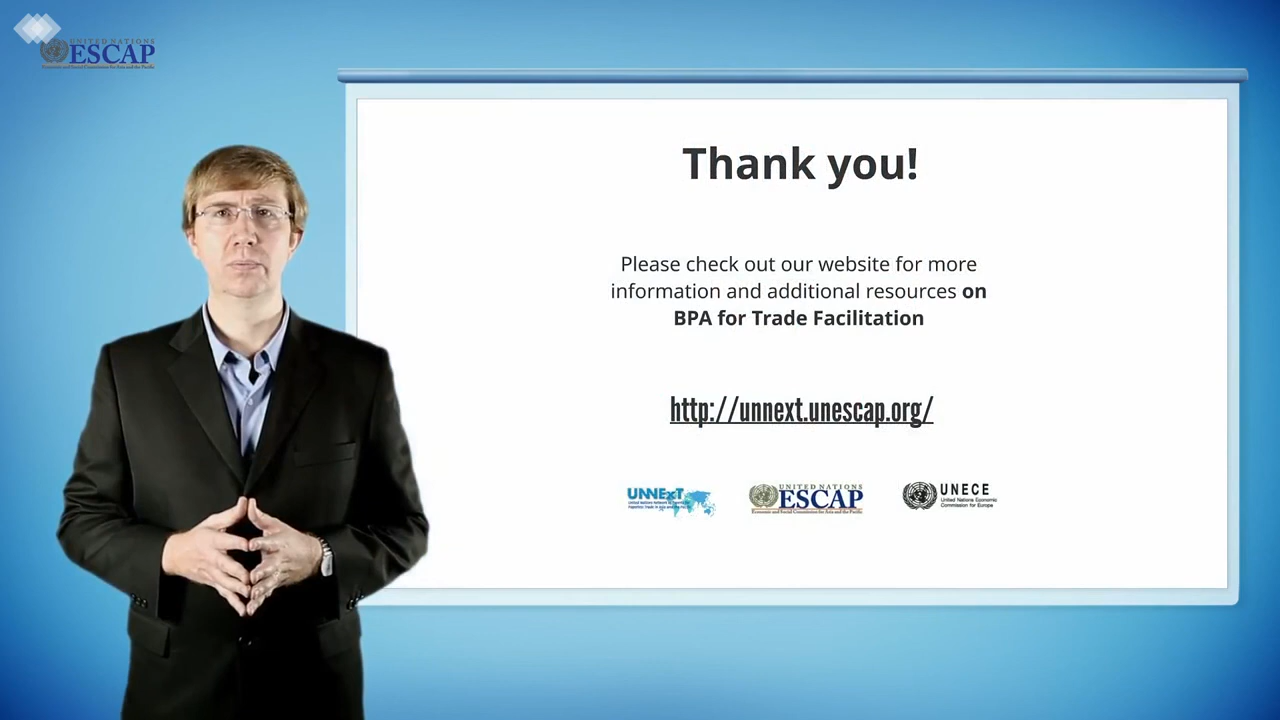 UNITED NATIONS
ESCAP
Economic and Social Commission for Asia and the Pacific
Thank you!
Please check out our website for more
information and additional resources on
BPA for Trade Facilitation
http://unnext.unescap.org/
UNNExT
UNITED NATIONS
ESCAP
Economic and Social Commission for Asia and the Pacific
UNECE
United Nations Economic
Commission for Europe